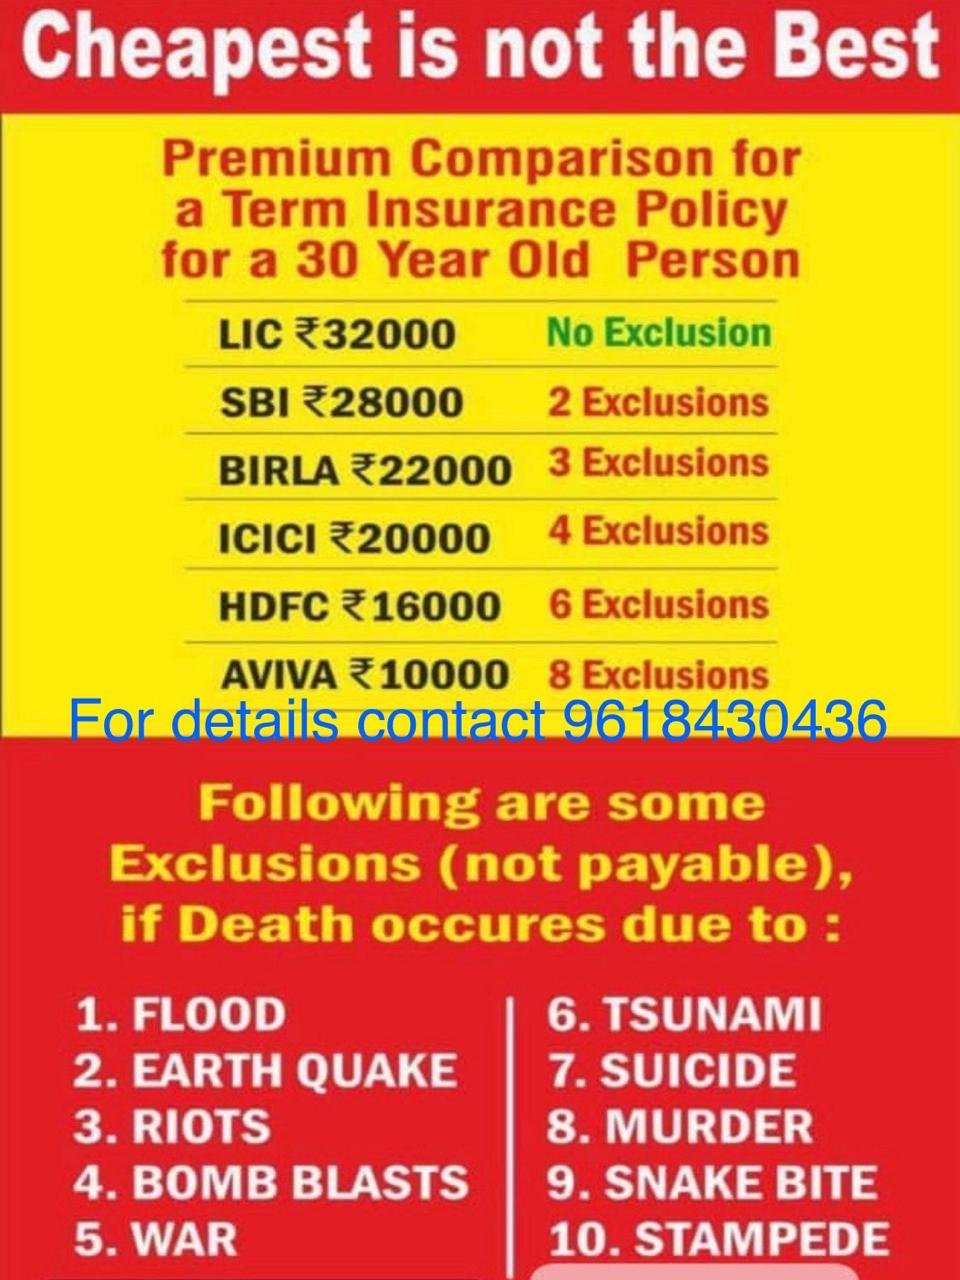 Cheapest is not the Best
Premium Comparison for
a Term Insurance Policy
for a 30 Year Old Person
LIC ₹32000 No Exclusion
SBI ₹28000 2 Exclusions
BIRLA ₹22000 3 Exclusions
ICICI ₹20000 4 Exclusions
HDFC ₹16000 6 Exclusions
AVIVA ₹10000 8 Exclusions
For details contact 9618430436
Following are some
Exclusions (not payable),
if Death occures due to :
1. FLOOD
2. EARTH QUAKE
3. RIOTS
4. BOMB BLASTS
5. WAR
6. TSUNAMI
7. SUICIDE
8. MURDER
9. SNAKE BITE
10. STAMPEDE